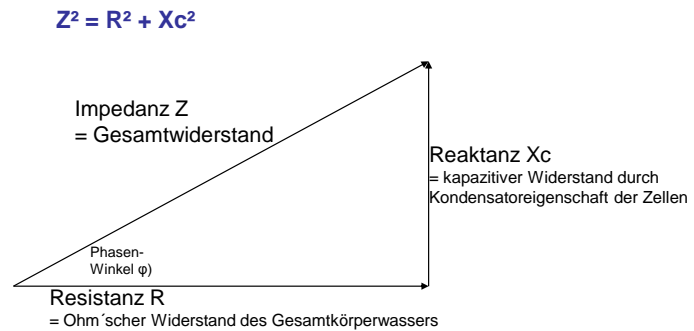 Z² = R² + Xc²
Impedanz Z
= Gesamtwiderstand
Reaktanz Xc
= kapazitiver Widerstand durch
Kondensatoreigenschaft der Zellen
Phasen-
Winkel φ)
Resistanz R
= Ohm´scher Widerstand des Gesamtkörperwassers